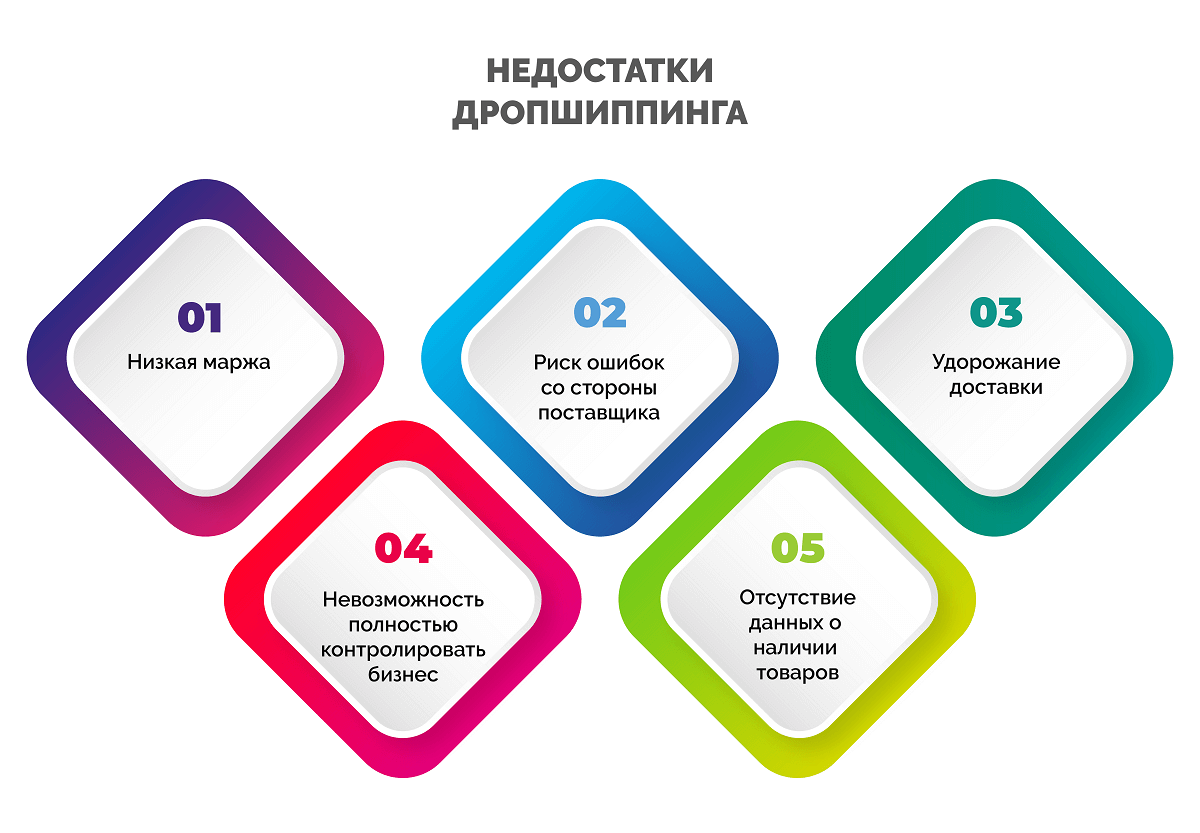 НЕДОСТАТКИ
ДРОПШИППИНГА
01
Низкая маржа
02
Риск ошибок
со стороны
поставщика
03
Удорожание
доставки
04
Невозможность
полностью
контролировать
бизнес
05
Отсутствие
данных о
наличии
товаров